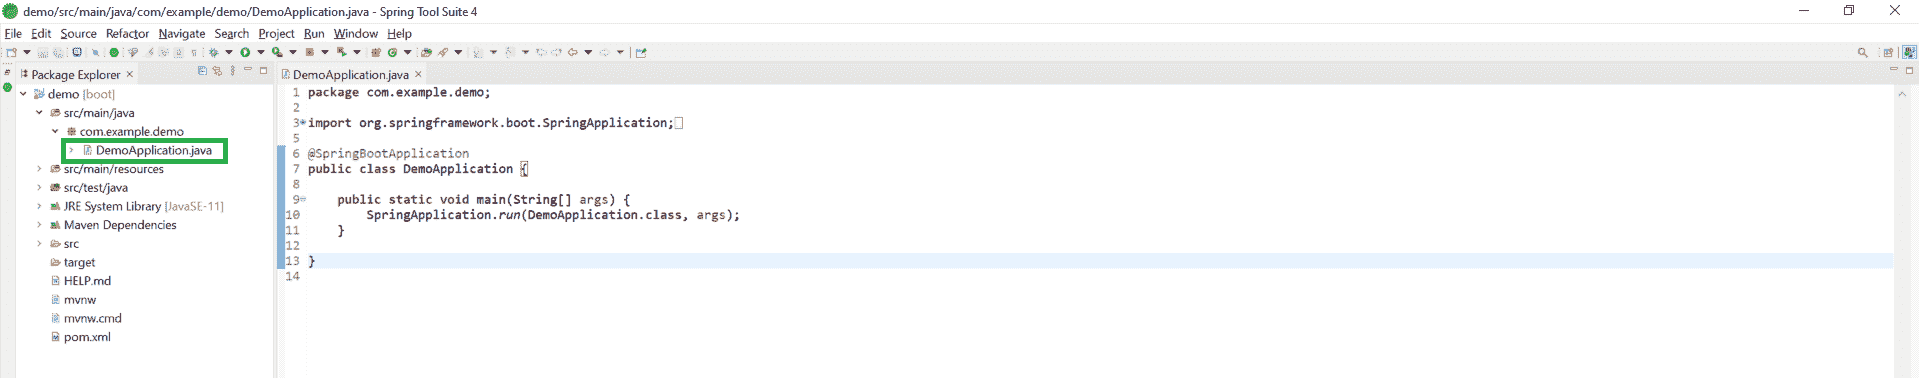 demo/src/main/java/com/example/demo/DemoApplication.java - Spring Tool Suite 4
File Edit Source Refactor Navigate Search Project Run Window Help
Package Explorer
demo [boot]
src/main/java
com.example.demo
DemoApplication.java
src/main/resources
src/test/java
JRE System Library [JavaSE-11]
Maven Dependencies
src
target
HELP.md
mvnw
mvnw.cmd
pom.xml
DemoApplication.java
1 package com.example.demo;
2
3 import org.springframework.boot.SpringApplication;
5
6 @SpringBootApplication
7 public class DemoApplication {
8
9 public static void main(String[] args) {
10 SpringApplication.run(DemoApplication.class, args);
11 }
12
13 }
14